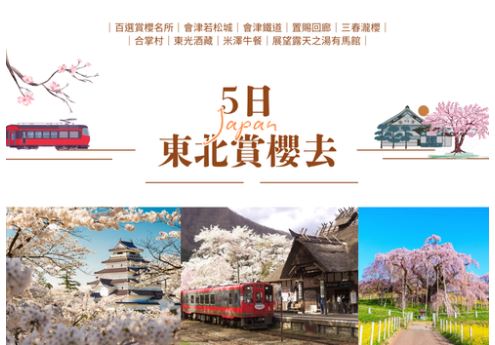 ｜百選賞櫻名所｜會津若松城｜會津鐵道｜置賜回廊｜三春瀧櫻｜
｜合掌村｜東光酒藏｜米澤牛餐｜展望露天之湯有馬館｜
5日
Japan
東北賞櫻去